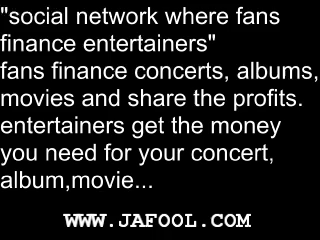 "social network where fans
finance entertainers"
fans finance concerts, albums,
movies and share the profits.
entertainers get the money
you need for your concert,
album,movie...
WWW.JAFOOL.COM